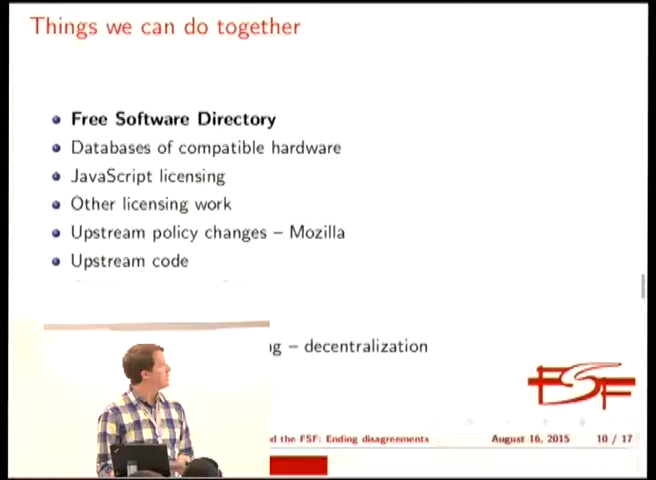 Things we can do together
Free Software Directory
Databases of compatible hardware
JavaScript licensing
Other licensing work
Upstream policy changes – Mozilla
Upstream code
– decentralization
FSF
the FSF: Ending disagreements
August 16, 2015
10 / 17